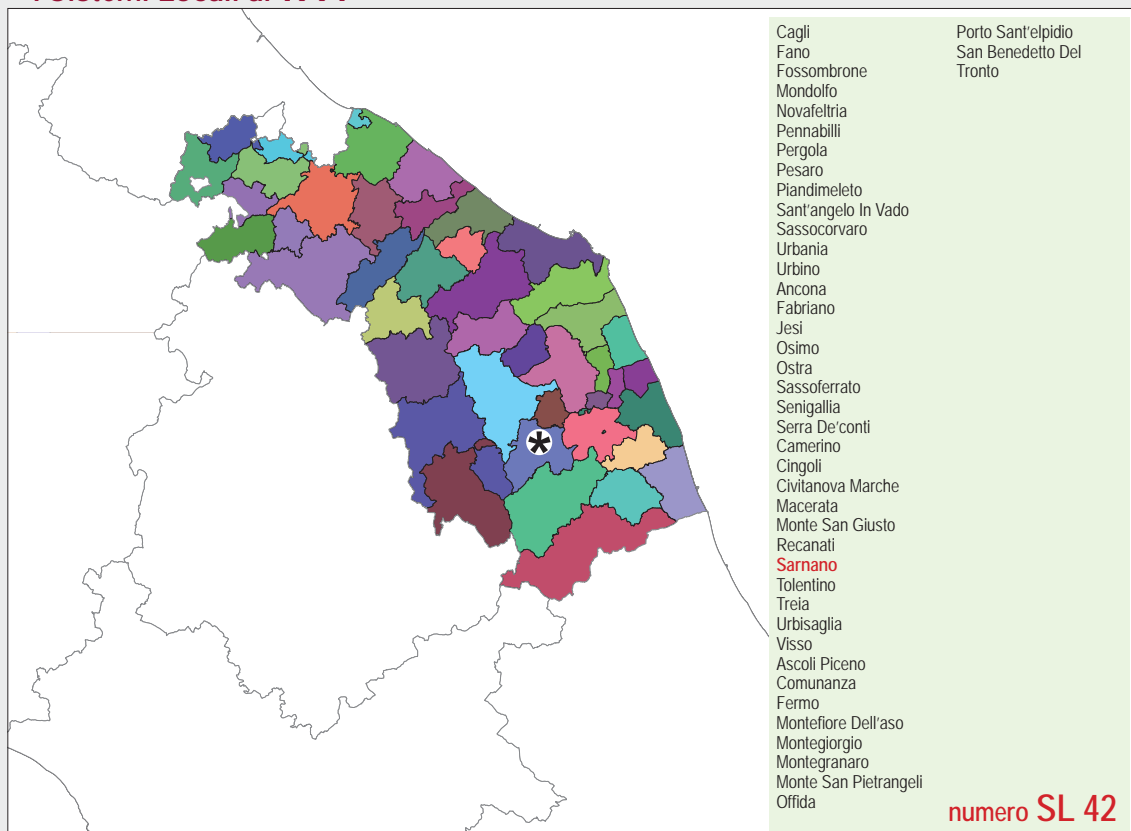 Cagli
Fano
Fossombrone
Mondolfo
Novafeltria
Pennabilli
Pergola
Pesaro
Piandimeleto
Sant'angelo In Vado
Sassocorvaro
Urbania
Urbino
Ancona
Fabriano
Jesi
Osimo
Ostra
Sassoferrato
Senigallia
Serra De'conti
Camerino
Cingoli
Civitanova Marche
Macerata
Monte San Giusto
Recanati
Sarnano
Tolentino
Treia
Urbisaglia
Visso
Ascoli Piceno
Comunanza
Fermo
Montefiore Dell'aso
Montegiorgio
Montegranaro
Monte San Pietrangeli
Offida
Porto Sant'elpidio
San Benedetto Del
Tronto
numero SL 42